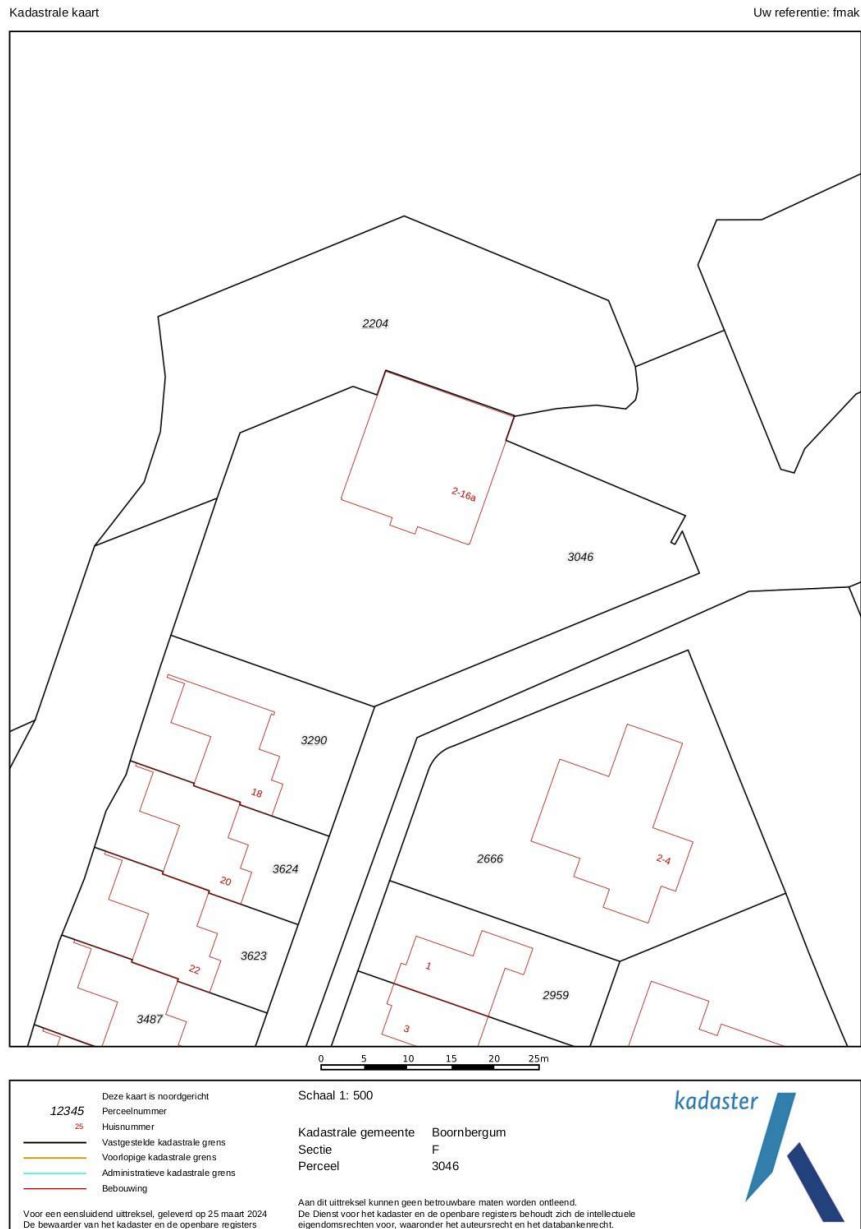 Kadastrale kaart Uw referentie: fmak
2204
2-16a
3046
3290
18
2666
2-4
3624
20
3623
22
1
2959
3487
3
0 5 10 15 20 25m
Deze kaart is noordgericht
12345 Perceelnummer
25 Huisnummer
Vastgestelde kadastrale grens
Voorlopige kadastrale grens
Administratieve kadastrale grens
Bebouwing
Voor een eensluidend uittreksel, geleverd op 25 maart 2024
De bewaarder van het kadaster en de openbare registers
Schaal 1: 500
Kadastrale gemeente Boornbergum
Sectie F
Perceel 3046
Aan dit uittreksel kunnen geen betrouwbare maten worden ontleend.
De Dienst voor het kadaster en de openbare registers behoudt zich de intellectuele
eigendomsrechten voor, waaronder het auteursrecht en het databankenrecht.
kadaster